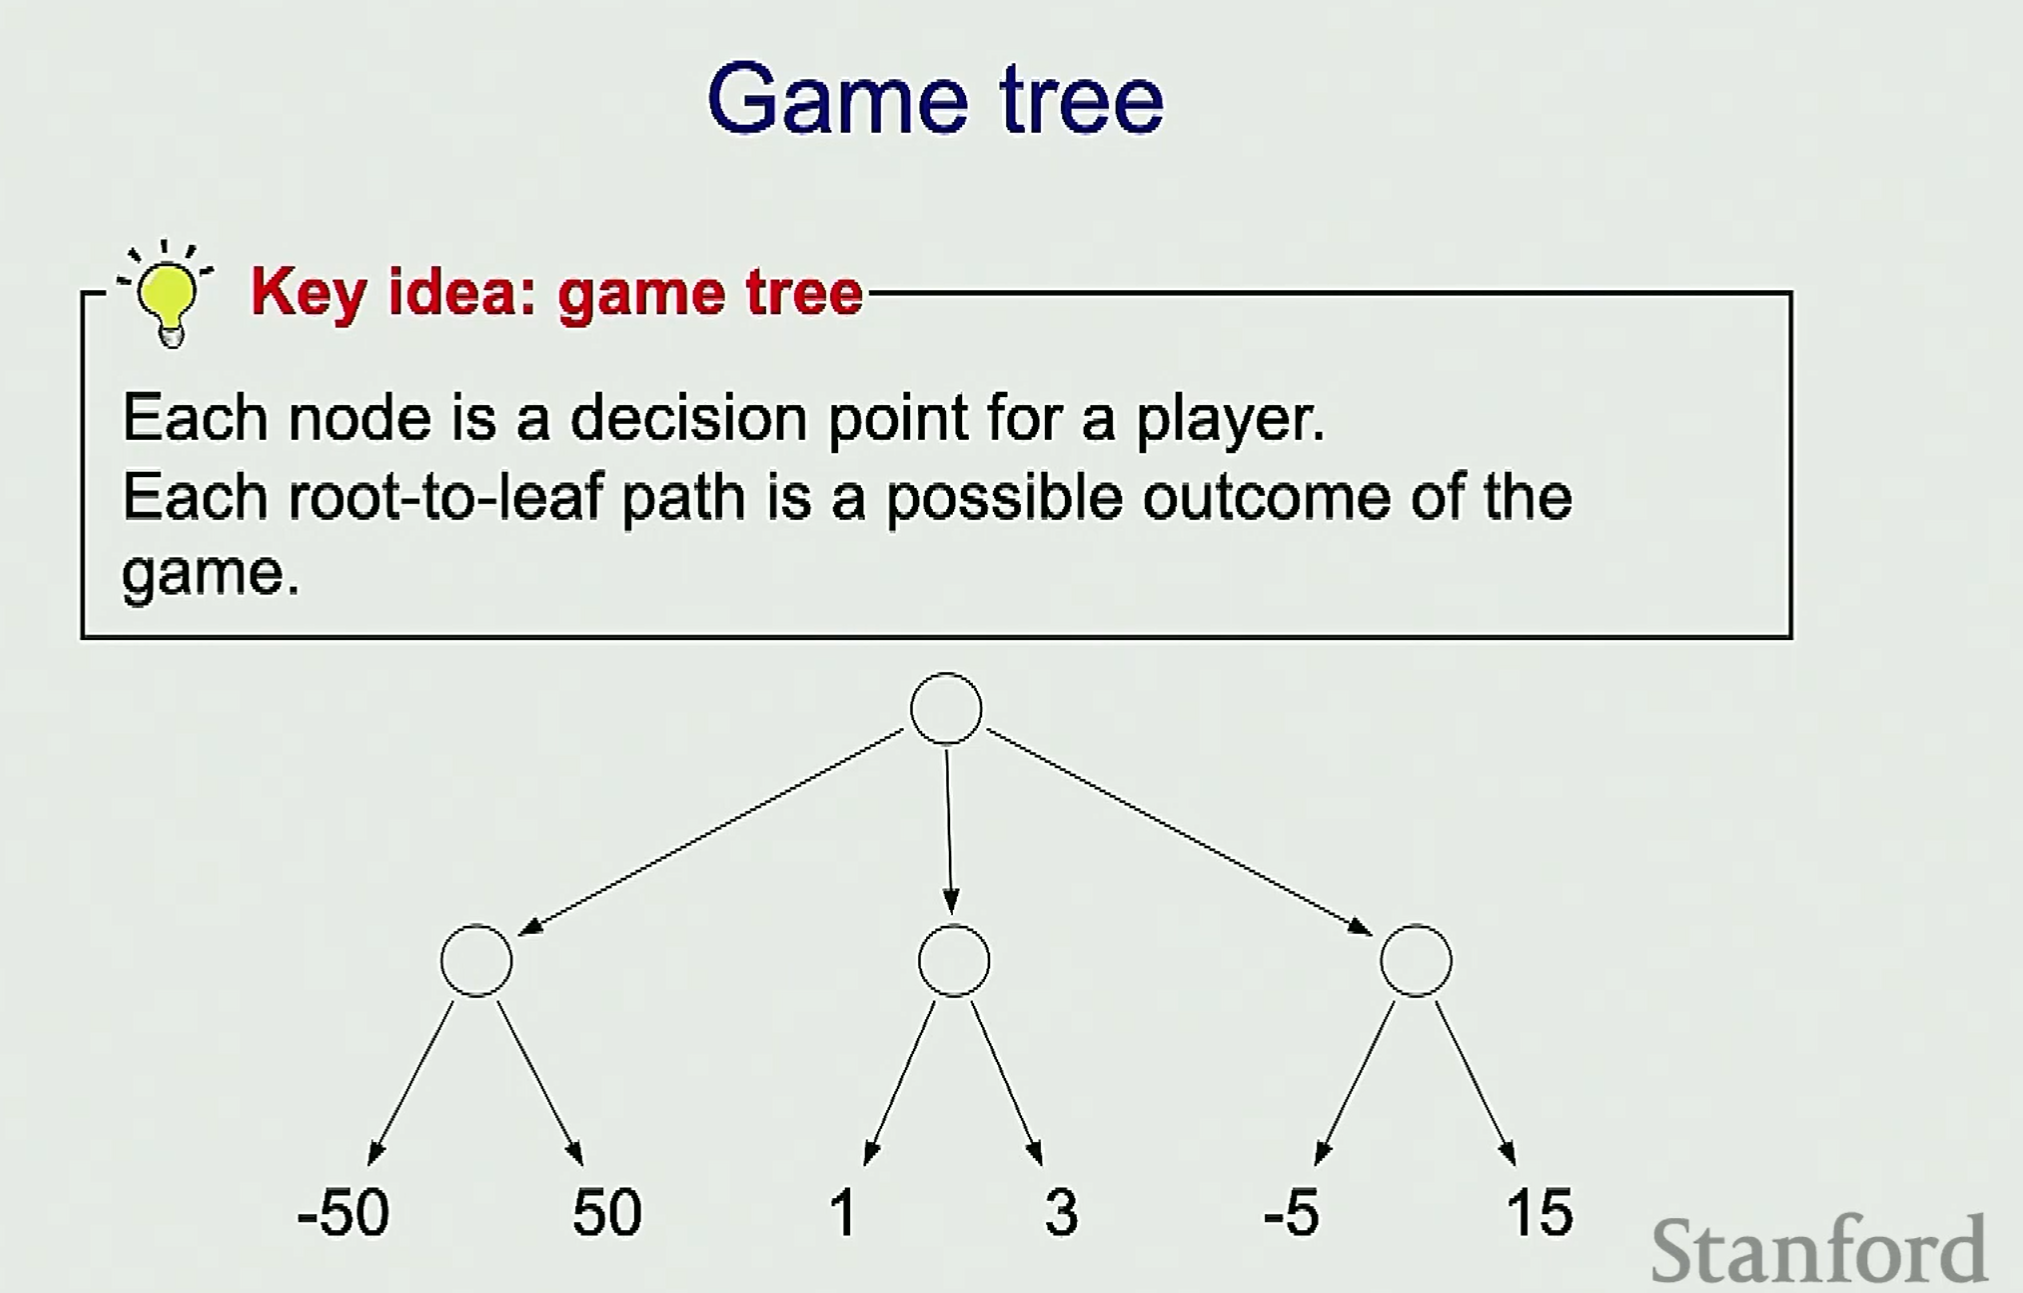 Game tree
Key idea: game tree
Each node is a decision point for a player.
Each root-to-leaf path is a possible outcome of the
game.
-50 50 1 3 -5 15
Stanford